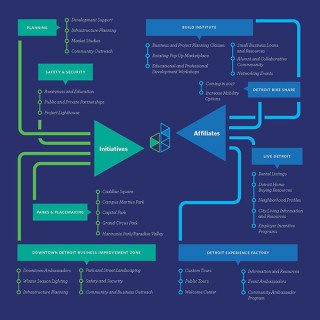 PLANNING
Development Support
Infrastructure Planning
Market Studies
Community Outreach
SAFETY & SECURITY
Awareness and Education
Public and Private Partnerships
Project Lighthouse
Initiatives
PARKS & PLACEMAKING
Cadillac Square
Campus Martius Park
Capitol Park
Grand Circus Park
Harmonie Park/Paradise Valley
DOWNTOWN DETROIT BUSINESS IMPROVEMENT ZONE
Downtown Ambassadors
Winter Season Lighting
Infrastructure Planning
Park and Street Landscaping
Safety and Security
Community and Business Outreach
BUILD INSTITUTE
Business and Project Planning Classes
Rotating Pop-Up Marketplace
Educational and Professional
Development Workshops
Small Business Loans
and Resources
Alumni and Collaborative
Community
Networking Events
DETROIT BIKE SHARE
Coming in 2017
Increases Mobility
Options
Affiliates
LIVE DETROIT
Rental Listings
Detroit Home
Buying Resources
Neighborhood Profiles
City Living Information
and Resources
Employer Incentive
Programs
DETROIT EXPERIENCE FACTORY
Custom Tours
Public Tours
Welcome Center
Information and Resources
Event Ambassadors
Community Ambassador
Program